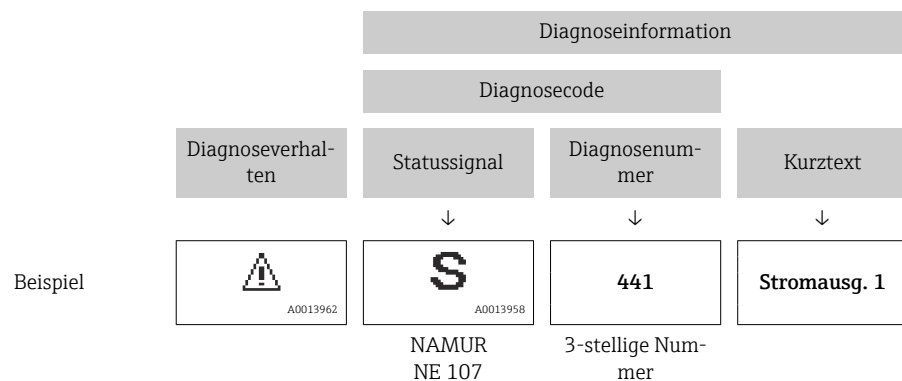 Diagnoseinformation
Diagnosecode
Diagnoseverhal-
ten
Statussignal
Diagnosenum-
mer
Kurztext
↓ ↓ ↓
Beispiel
A0013962
S
A0013958
441
Stromausg. 1
NAMUR
NE 107
3-stellige Num-
mer